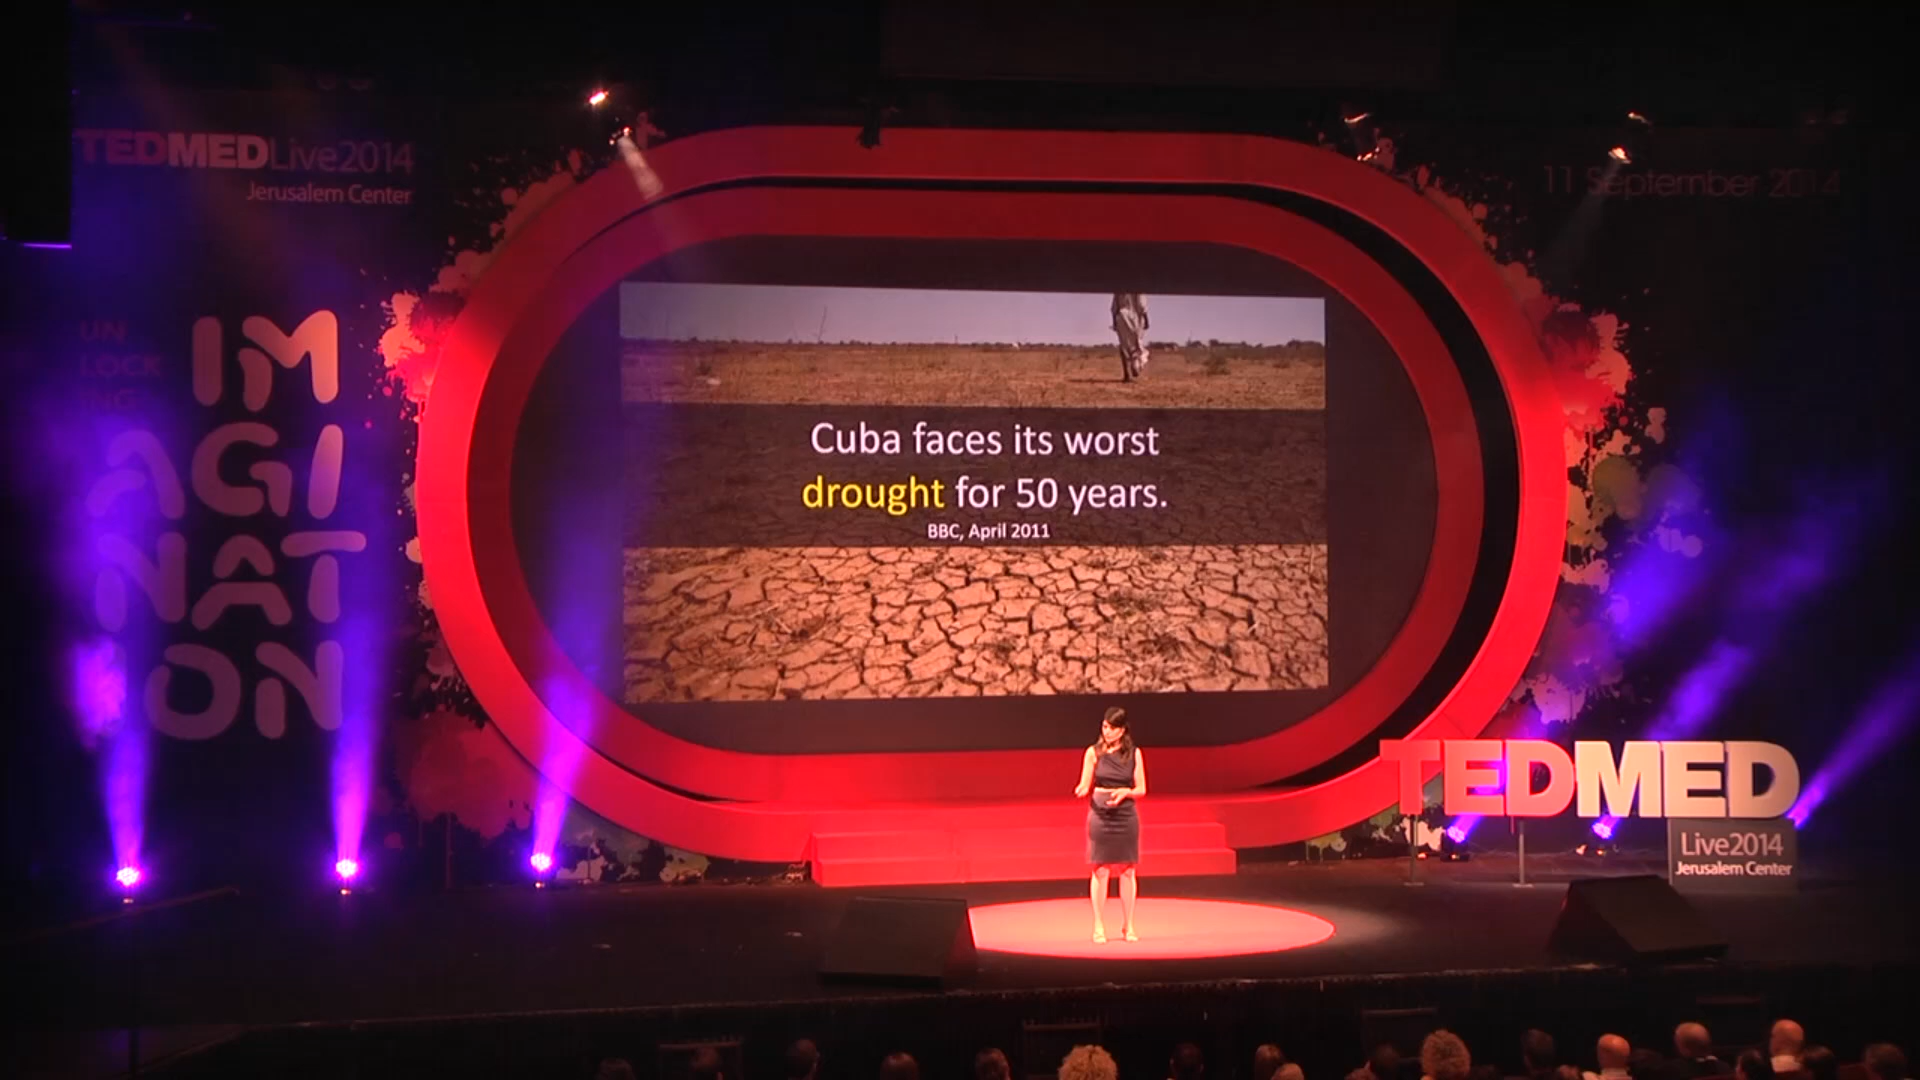 TEDMEDLive2014
Jerusalem Center
11 September 2014
UN
LOCK
ING
IM
AGI
NAT
ION
Cuba faces its worst
drought for 50 years.
BBC, April 2011
TEDMED
Live2014
Jerusalem Center